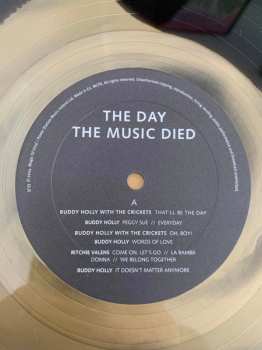 THE DAY
THE MUSIC DIED
A
BUDDY HOLLY WITH THE CRICKETS THAT'LL BE THE DAY
BUDDY HOLLY PEGGY SUE // EVERYDAY
BUDDY HOLLY WITH THE CRICKETS OH, BOY!
BUDDY HOLLY WORDS OF LOVE
RITCHIE VALENS COME ON, LET'S GO // LA BAMBA
DONNA // WE BELONG TOGETHER
BUDDY HOLLY IT DOESN'T MATTER ANYMORE